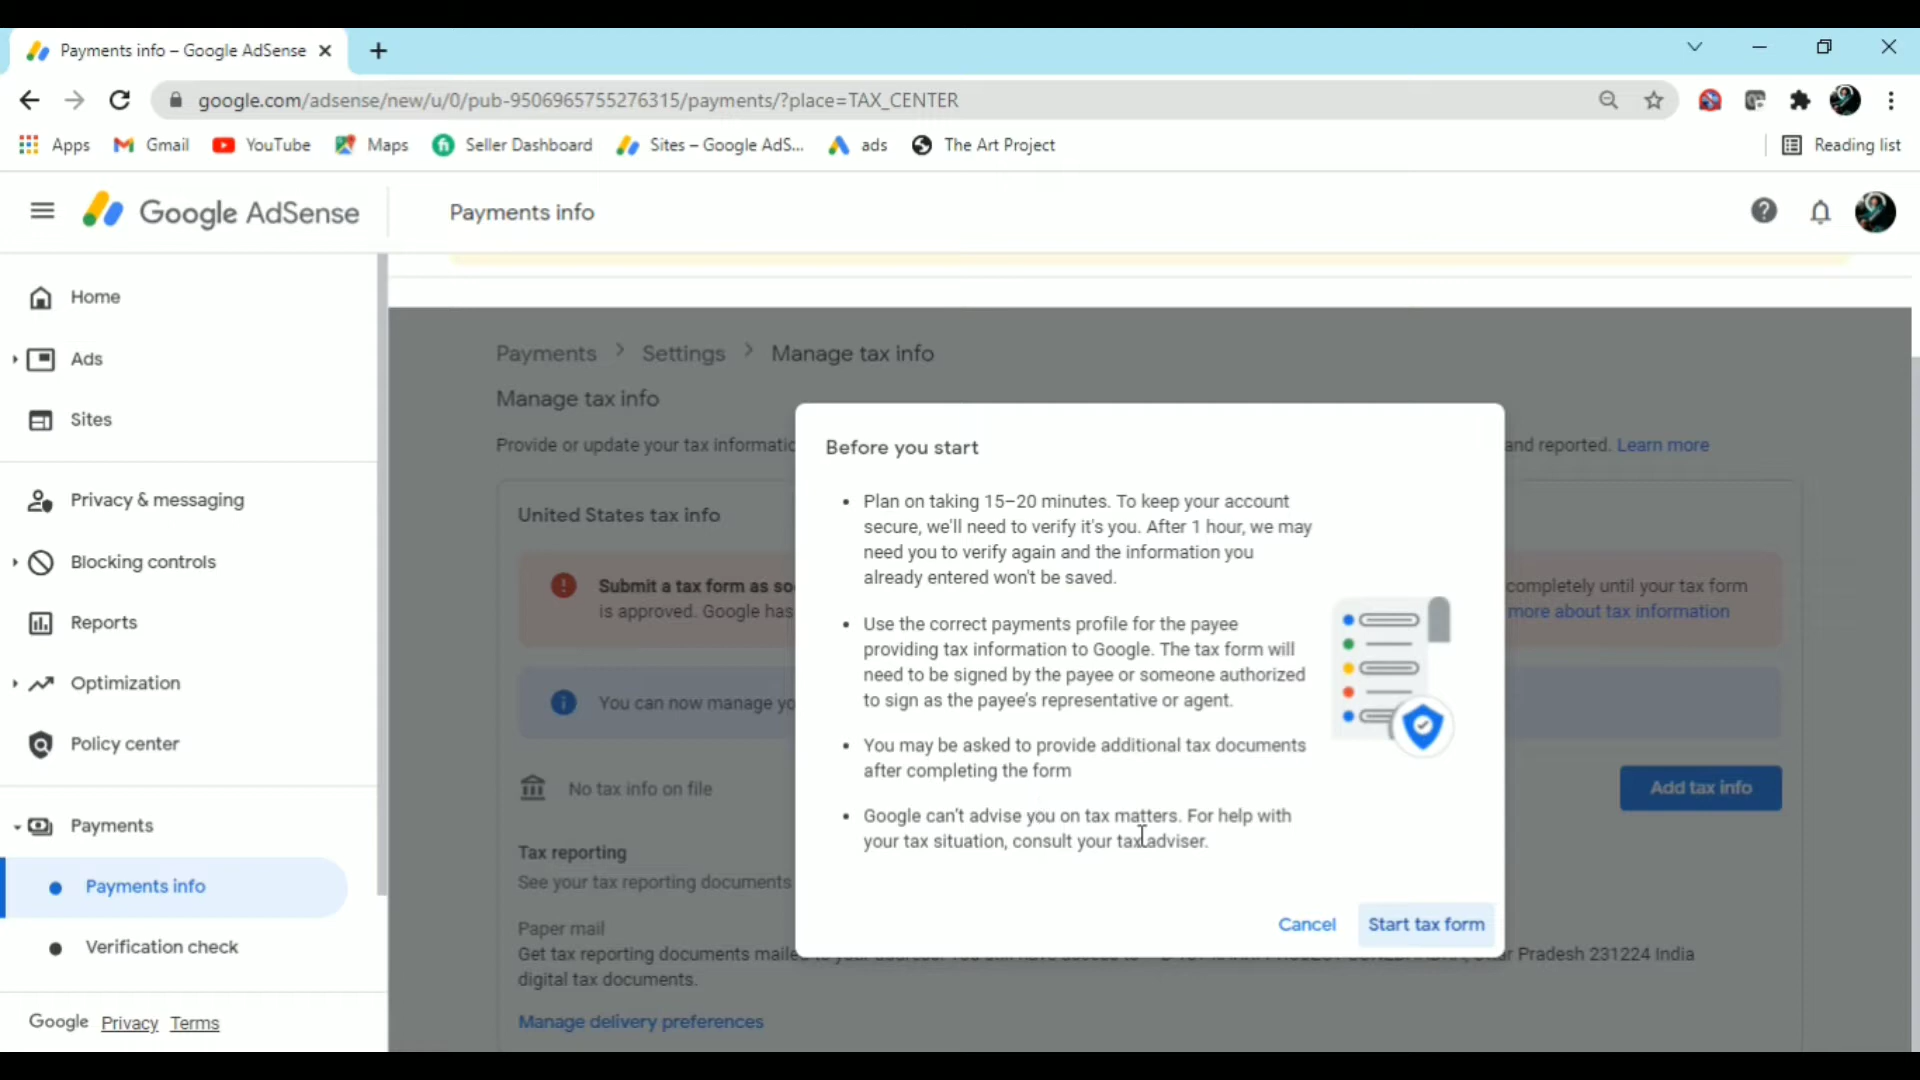 Payments info – Google AdSense
google.com/adsense/new/u/0/pub-9506965755276315/payments/?place=TAX_CENTER
Apps Gmail YouTube Maps Seller Dashboard Sites – Google AdS... ads The Art Project Reading list
Google AdSense
Payments info
Home
Ads
Sites
Privacy & messaging
Blocking controls
Reports
Optimization
Policy center
Payments
Payments info
Verification check
Google Privacy Terms
Payments > Settings > Manage tax info
Manage tax info
Provide or update your tax informatio and reported. Learn more
United States tax info
Submit a tax form as so completely until your tax form
is approved. Google has more about tax information
You can now manage yo
No tax info on file
Add tax info
Tax reporting
See your tax reporting documents
Paper mail
Get tax reporting documents maile Pradesh 231224 India
digital tax documents.
Manage delivery preferences
Before you start
• Plan on taking 15–20 minutes. To keep your account
secure, we'll need to verify it's you. After 1 hour, we may
need you to verify again and the information you
already entered won't be saved.
• Use the correct payments profile for the payee
providing tax information to Google. The tax form will
need to be signed by the payee or someone authorized
to sign as the payee's representative or agent.
• You may be asked to provide additional tax documents
after completing the form
• Google can't advise you on tax matters. For help with
your tax situation, consult your tax adviser.
Cancel
Start tax form